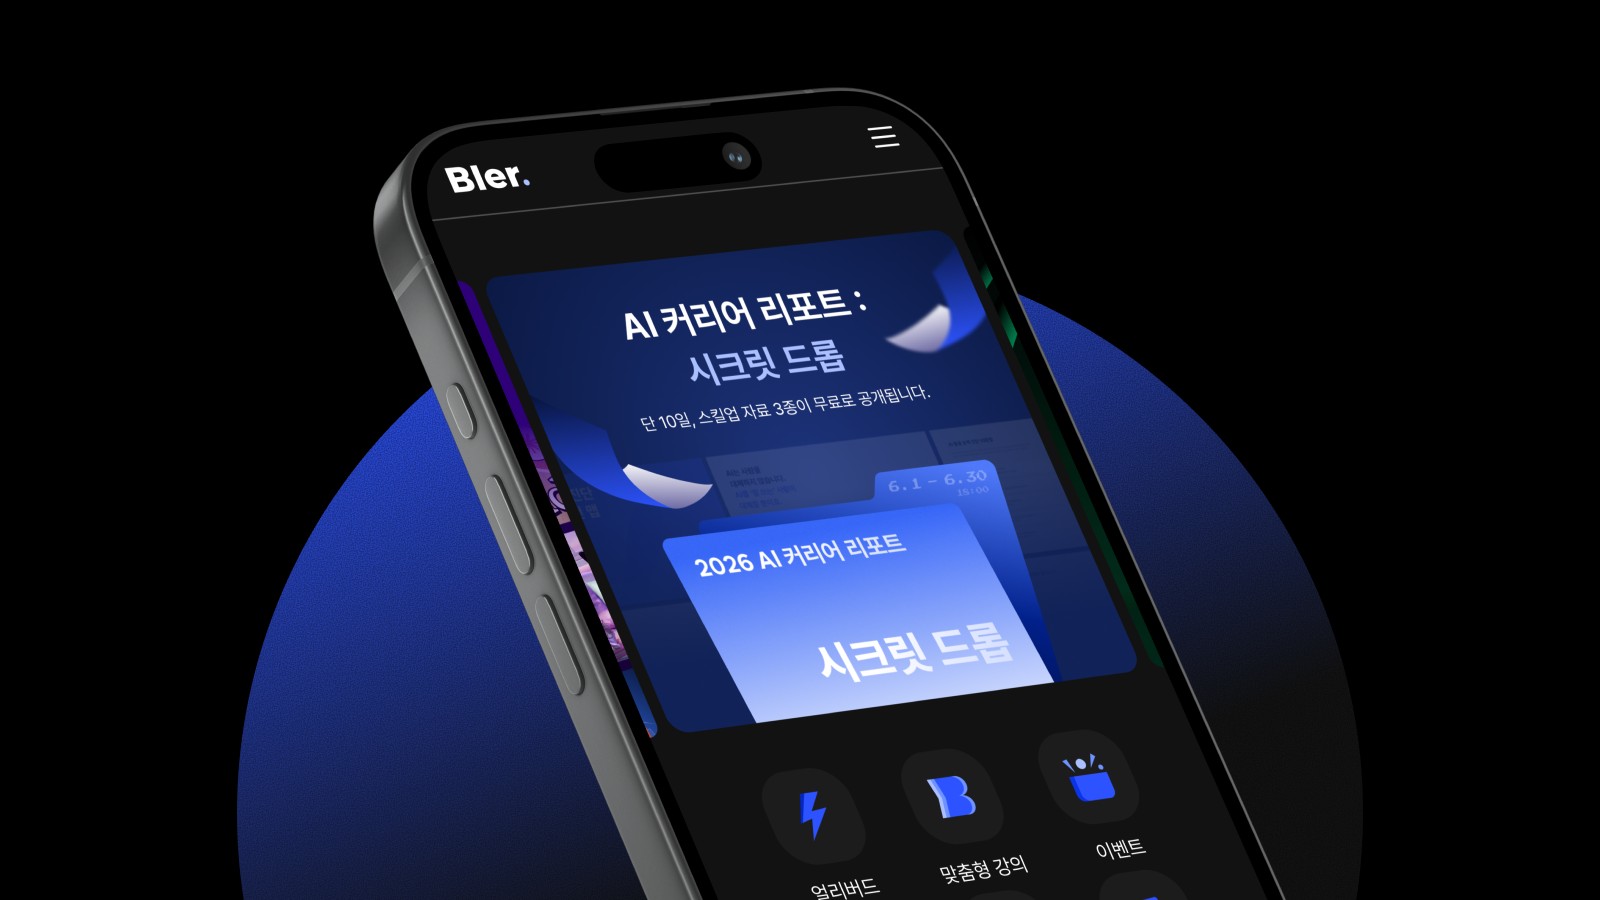 Bler.
AI 커리어 리포트 :
시크릿 드롭
단 10일, 스킬업 자료 3종이 무료로 공개됩니다.
6.1 - 6.30
15:00
2026 AI 커리어 리포트
시크릿 드롭
얼리버드
맞춤형 강의
이벤트